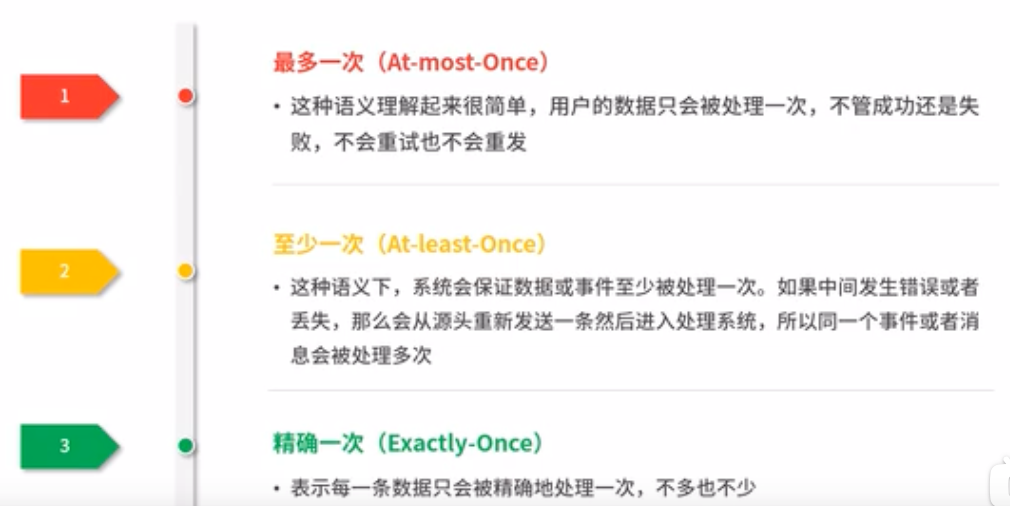 1
最多一次（At-most-Once）
• 这种语义理解起来很简单，用户的数据只会被处理一次，不管成功还是失
败，不会重试也不会重发
2
至少一次（At-least-Once）
• 这种语义下，系统会保证数据或事件至少被处理一次。如果中间发生错误或者
丢失，那么会从源头重新发送一条然后进入处理系统，所以同一个事件或者消
息会被处理多次
3
精确一次（Exactly-Once）
• 表示每一条数据只会被精确地处理一次，不多也不少